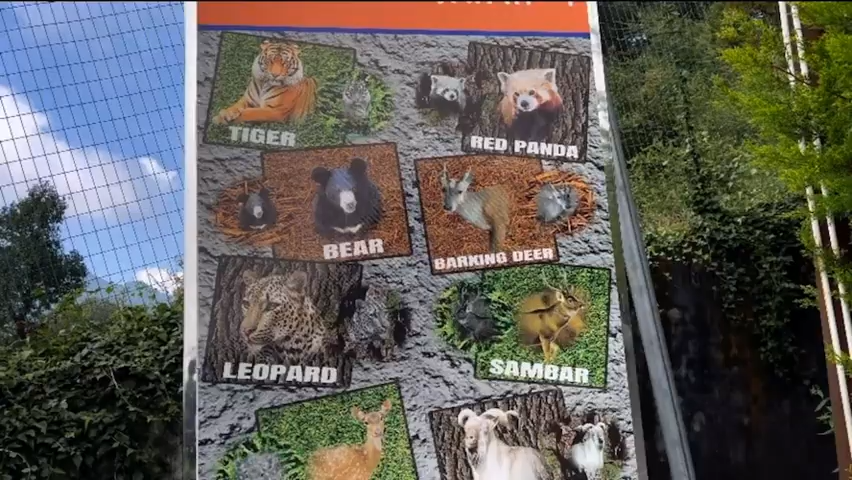 TIGER
RED PANDA
BEAR
BARKING DEER
LEOPARD
SAMBAR